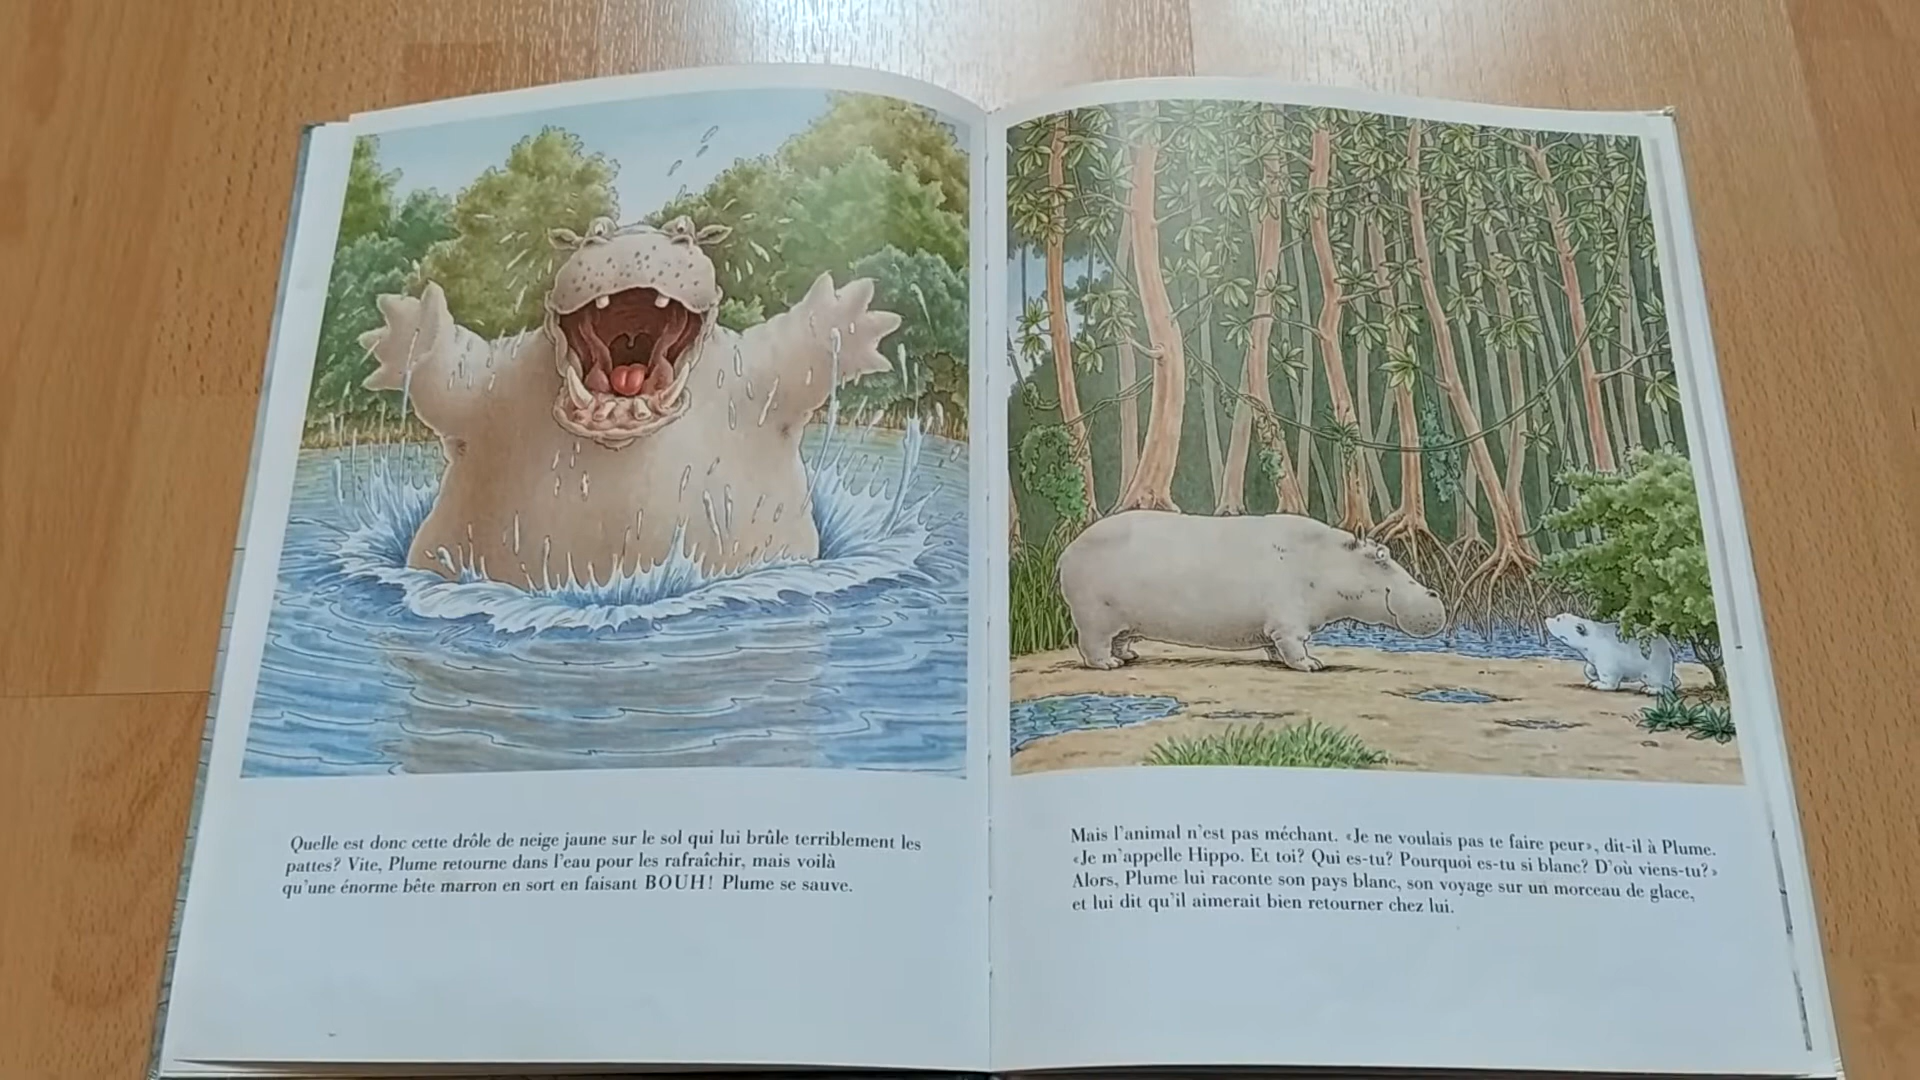 Quelle est donc cette drôle de neige jaune sur le sol qui lui brûle terriblement les
pattes? Vite, Plume retourne dans l'eau pour les rafraîchir, mais voilà
qu'une énorme bête marron en sort en faisant BOUH! Plume se sauve.
Mais l'animal n'est pas méchant. «Je ne voulais pas te faire peur», dit-il à Plume.
«Je m'appelle Hippo. Et toi? Qui es-tu? Pourquoi es-tu si blanc? D'où viens-tu?»
Alors, Plume lui raconte son pays blanc, son voyage sur un morceau de glace,
et lui dit qu'il aimerait bien retourner chez lui.